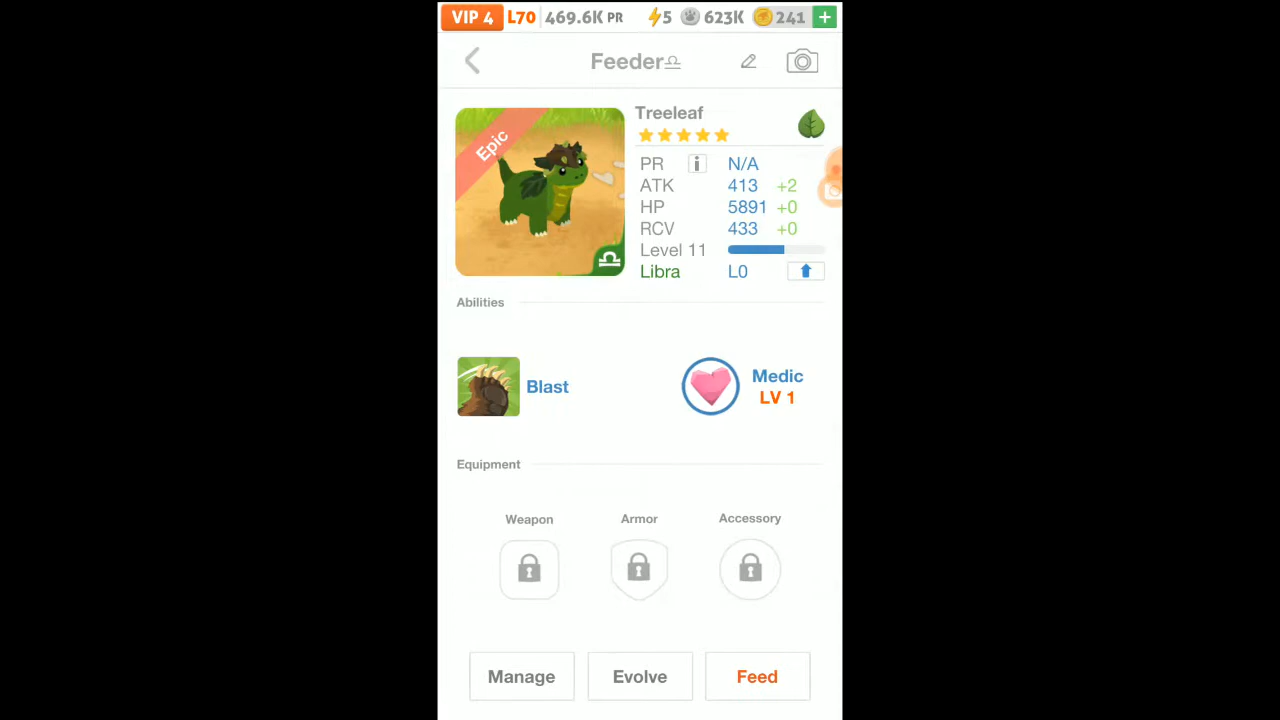 VIP 4 L70 469.6K PR 5 623K 241 +
Feeder♎
Epic
Treeleaf
PR i N/A
ATK 413 +2
HP 5891 +0
RCV 433 +0
Level 11
Libra L0
Abilities
Blast
Medic
LV 1
Equipment
Weapon Armor Accessory
Manage Evolve Feed